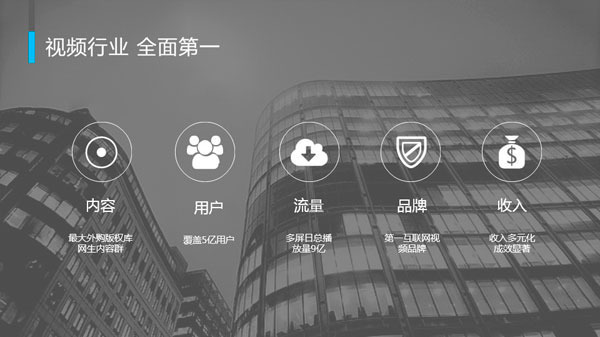 视频行业 全面第一
内容
用户
流量
品牌
收入
最大外购版权库
网生内容群
覆盖5亿用户
多屏日总播
放量9亿
第一互联网视
频品牌
收入多元化
成效显著